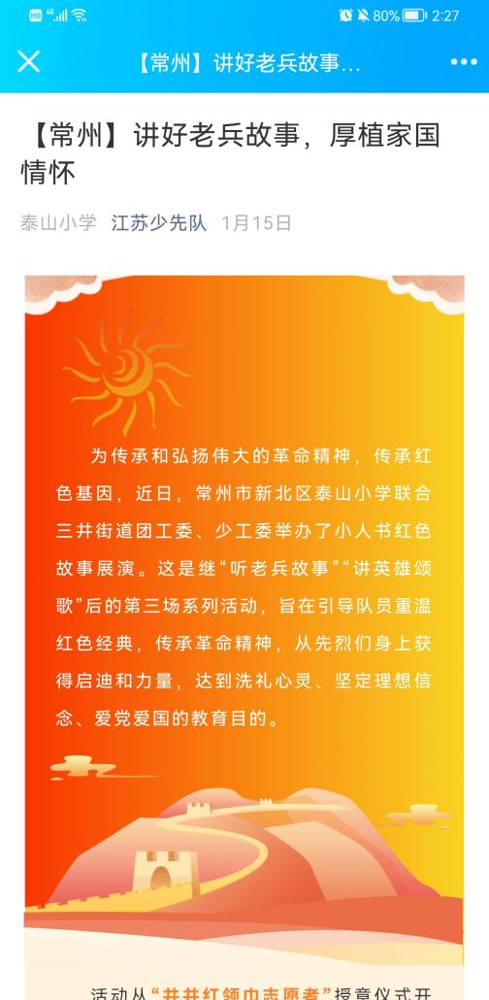 HD 4G 80% 2:27
【常州】讲好老兵故事...
【常州】讲好老兵故事，厚植家国
情怀
泰山小学 江苏少先队 1月15日
为传承和弘扬伟大的革命精神，传承红
色基因，近日，常州市新北区泰山小学联合
三井街道团工委、少工委举办了小人书红色
故事展演。这是继“听老兵故事”“讲英雄颂
歌”后的第三场系列活动，旨在引导队员重温
红色经典，传承革命精神，从先烈们身上获
得启迪和力量，达到洗礼心灵、坚定理想信
念、爱党爱国的教育目的。
活动从“井井红领巾志愿者”授章仪式开